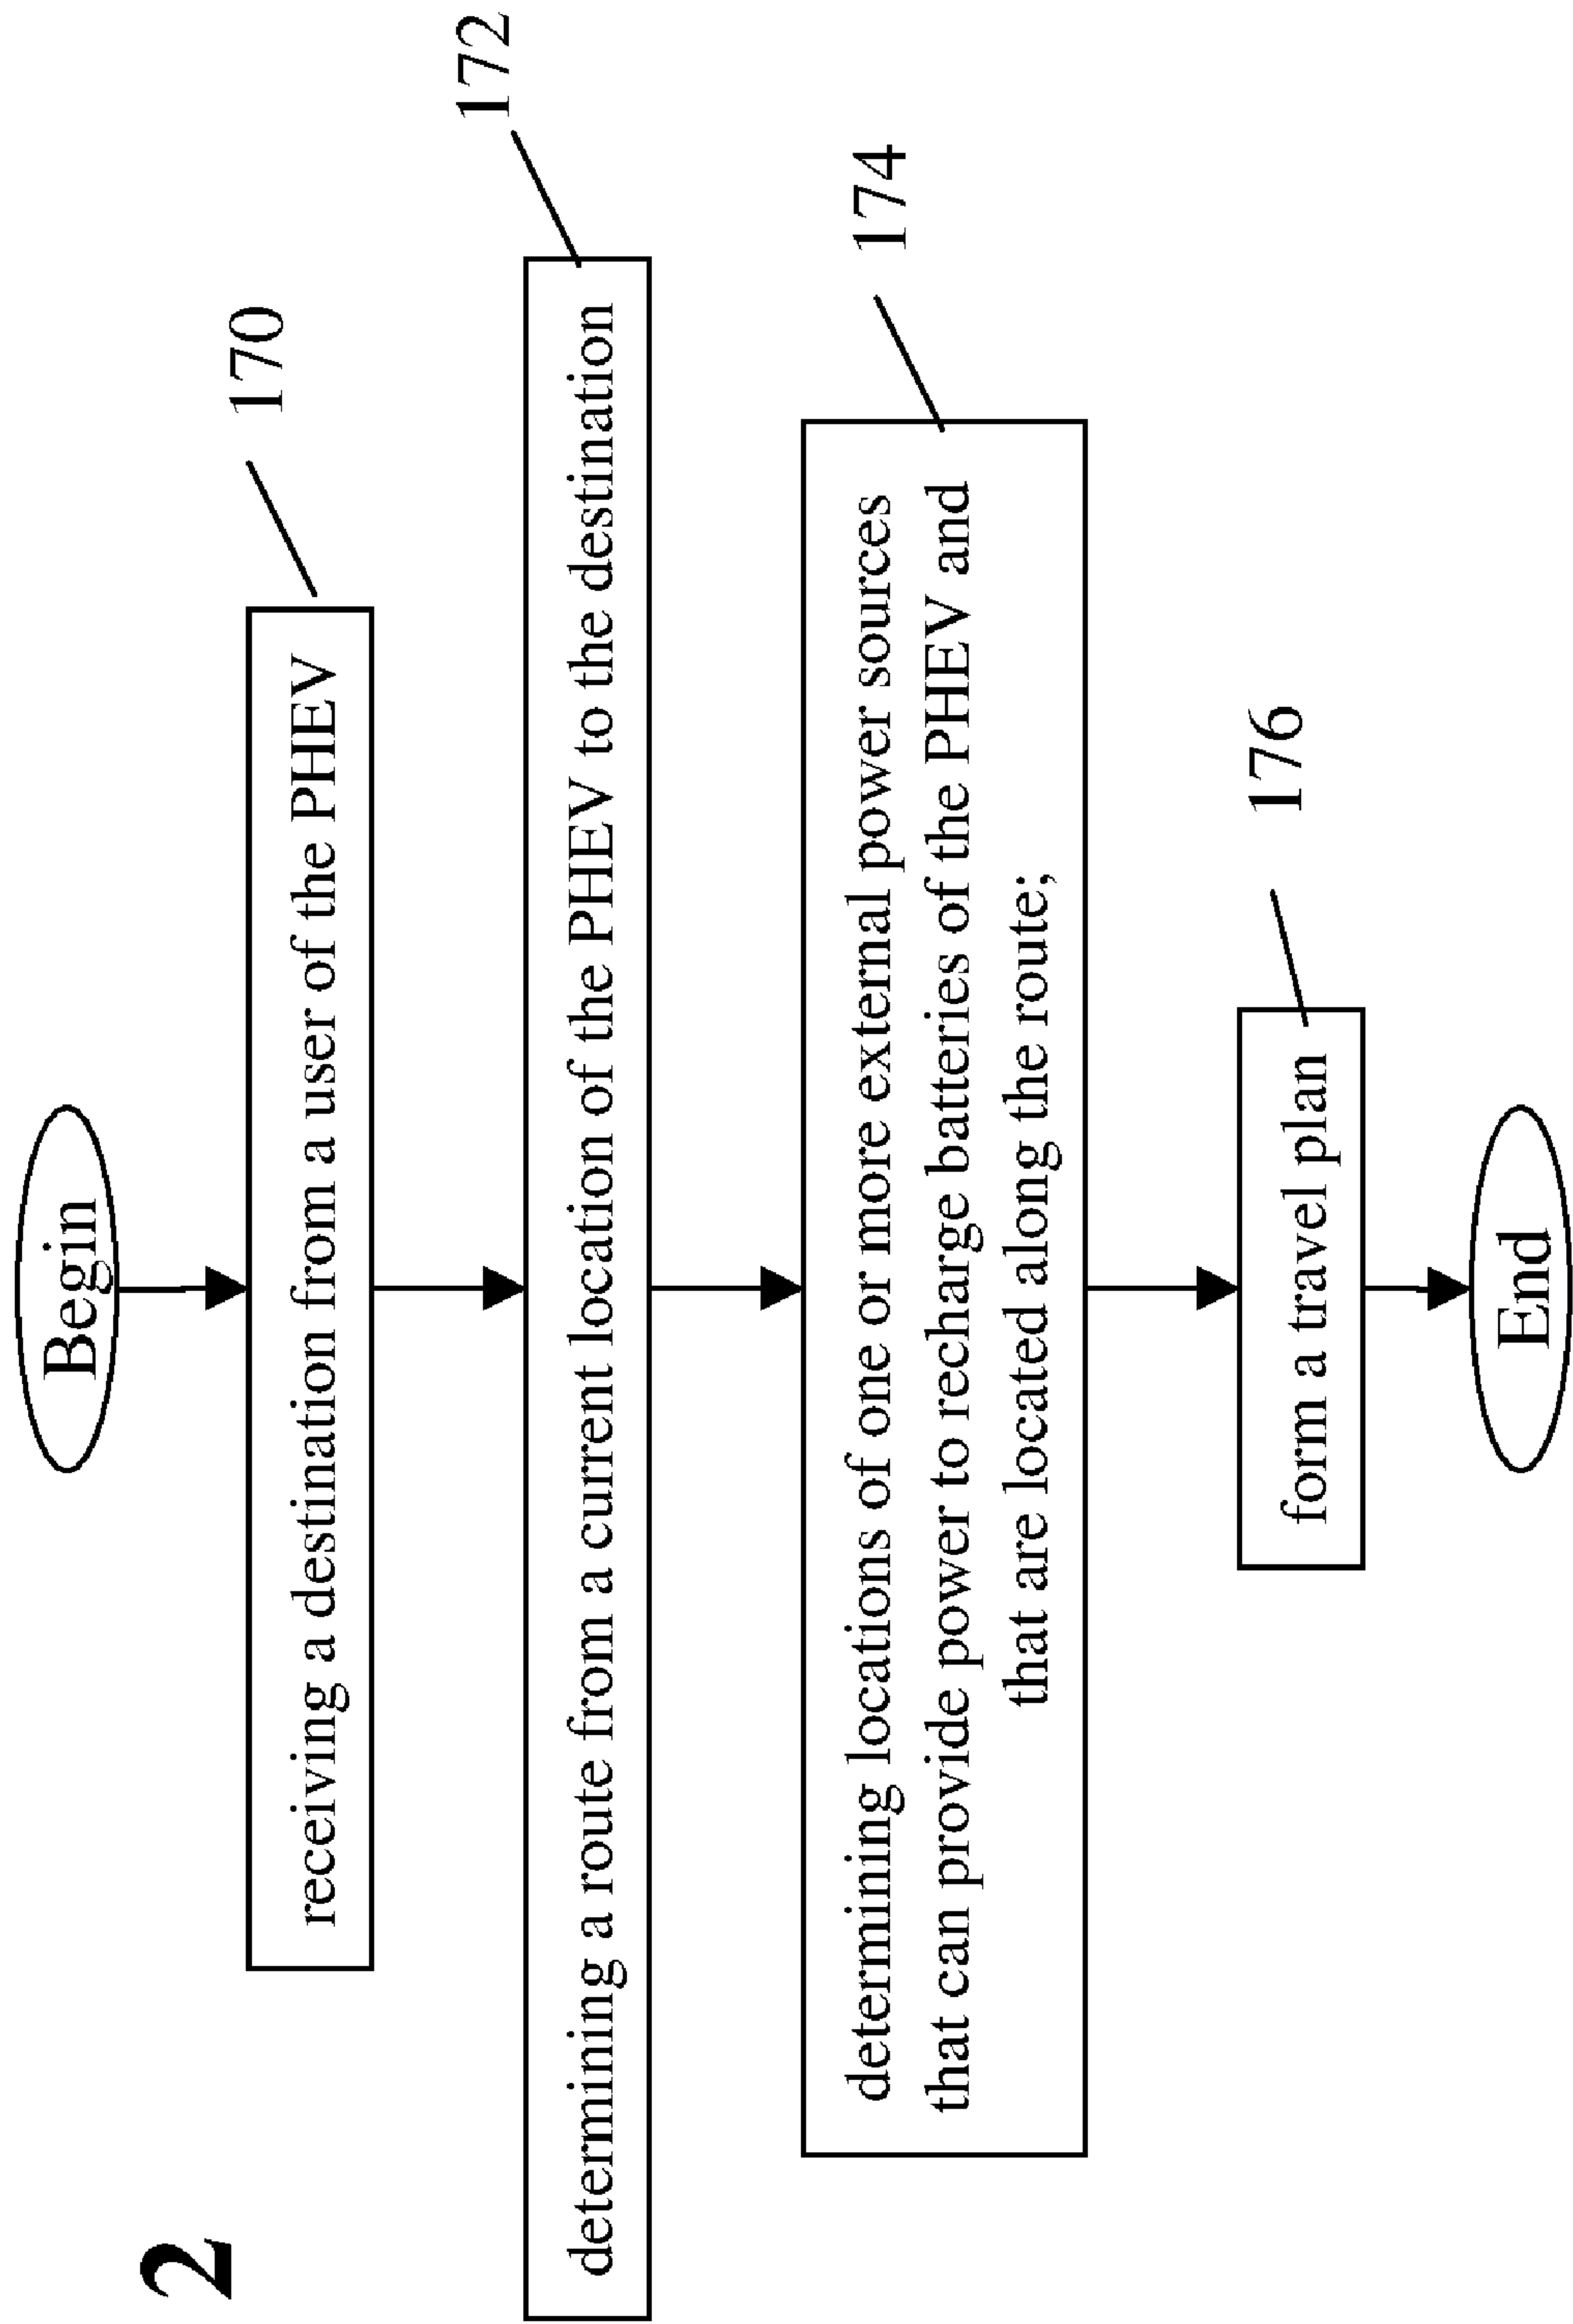 2
Begin
170
receiving a destination from a user of the PHEV
172
determining a route from a current location of the PHEV to the destination
174
determining locations of one or more external power sources
that can provide power to recharge batteries of the PHEV and
that are located along the route;
176
form a travel plan
End